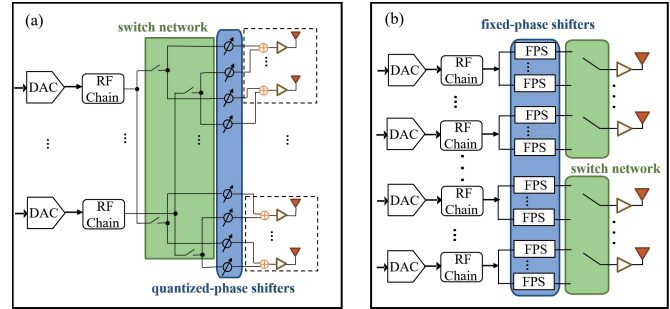 (a)
switch network
DAC
RF
Chain
DAC
RF
Chain
quantized-phase shifters
(b)
fixed-phase shifters
DAC
RF
Chain
FPS
FPS
DAC
RF
Chain
FPS
FPS
switch network
DAC
RF
Chain
FPS
FPS
DAC
RF
Chain
FPS
FPS